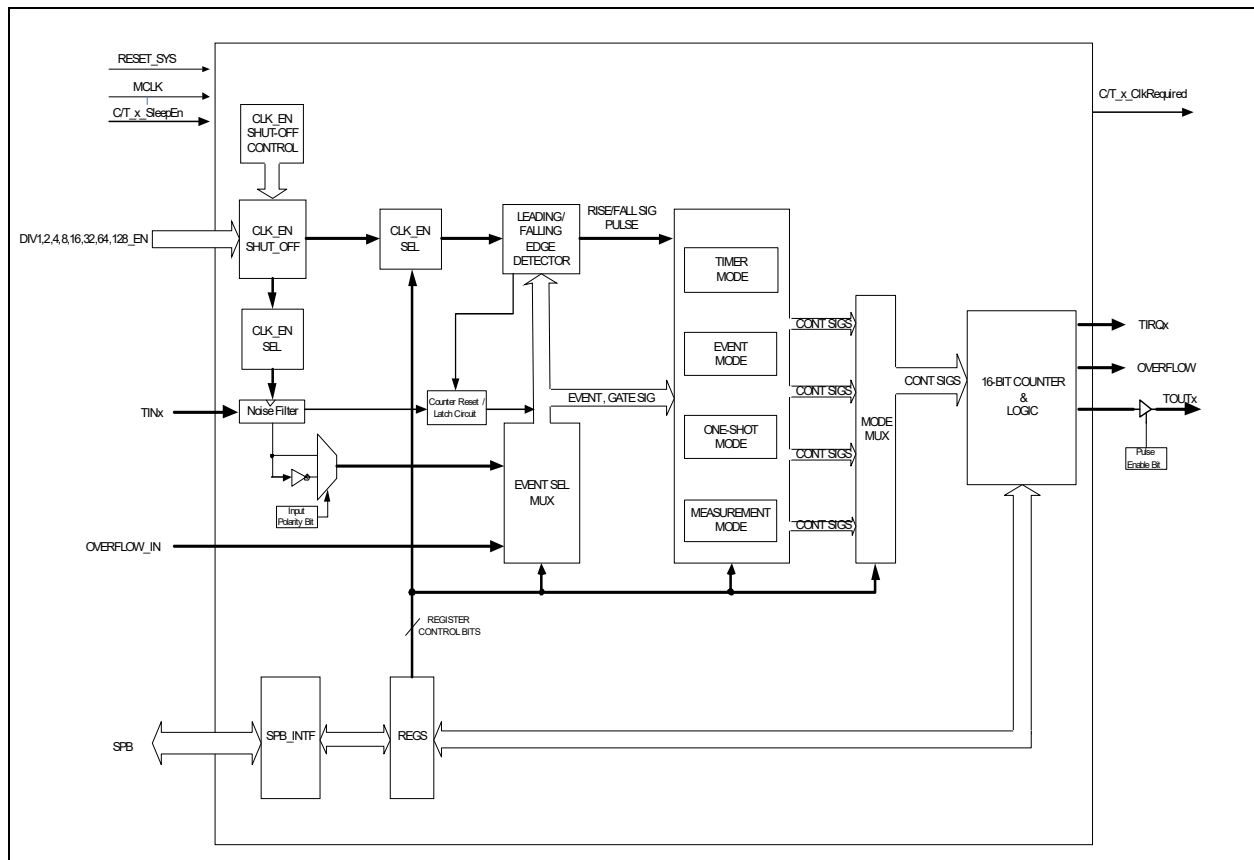 RESET_SYS
MCLK
C/T_x_SleepEn
C/T_x_ClkRequired
CLK_EN
SHUT-OFF
CONTROL
DIV1,2,4,8,16,32,64,128_EN
CLK_EN
SHUT_OFF
CLK_EN
SEL
LEADING/
FALLING
EDGE
DETECTOR
RISE/FALL SIG
PULSE
TIMER
MODE
CLK_EN
SEL
CONT SIGS
TIRQx
EVENT
MODE
OVERFLOW
CONT SIGS
16-BIT COUNTER
&
LOGIC
TINx
Noise Filter
Counter Reset /
Latch Circuit
EVENT, GATE SIG
CONT SIGS
TOUTx
ONE-SHOT
MODE
MODE
MUX
CONT SIGS
Pulse
Enable Bit
EVENT SEL
MUX
Input
Polarity Bit
MEASUREMENT
MODE
CONT SIGS
OVERFLOW_IN
REGISTER
CONTROL BITS
SPB
SPB_INTF
REGS